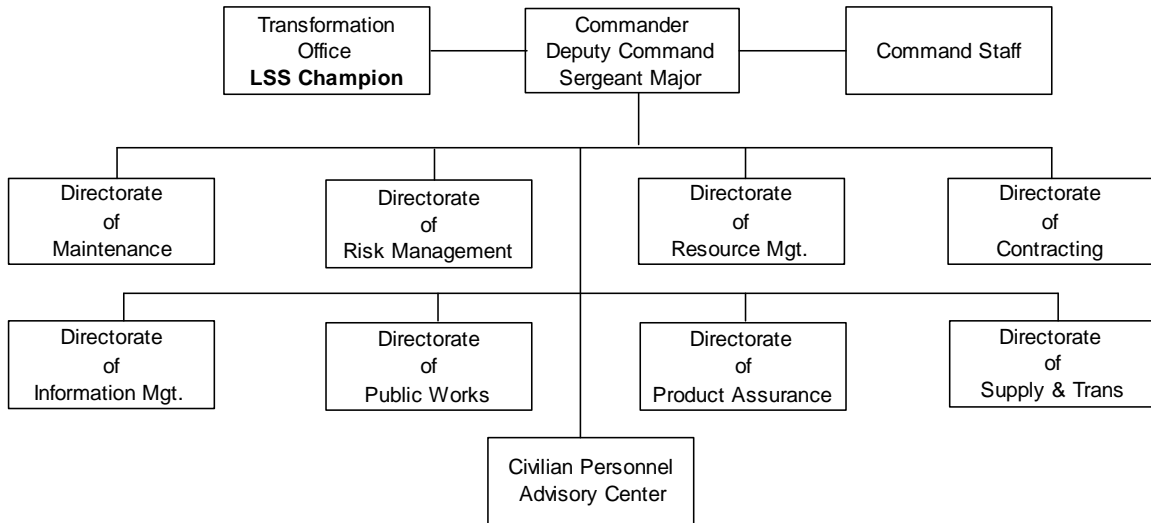 Transformation
Office
LSS Champion
Commander
Deputy Command
Sergeant Major
Command Staff
Directorate
of
Maintenance
Directorate
of
Risk Management
Directorate
of
Resource Mgt.
Directorate
of
Contracting
Directorate
of
Information Mgt.
Directorate
of
Public Works
Directorate
of
Product Assurance
Directorate
of
Supply & Trans
Civilian Personnel
Advisory Center